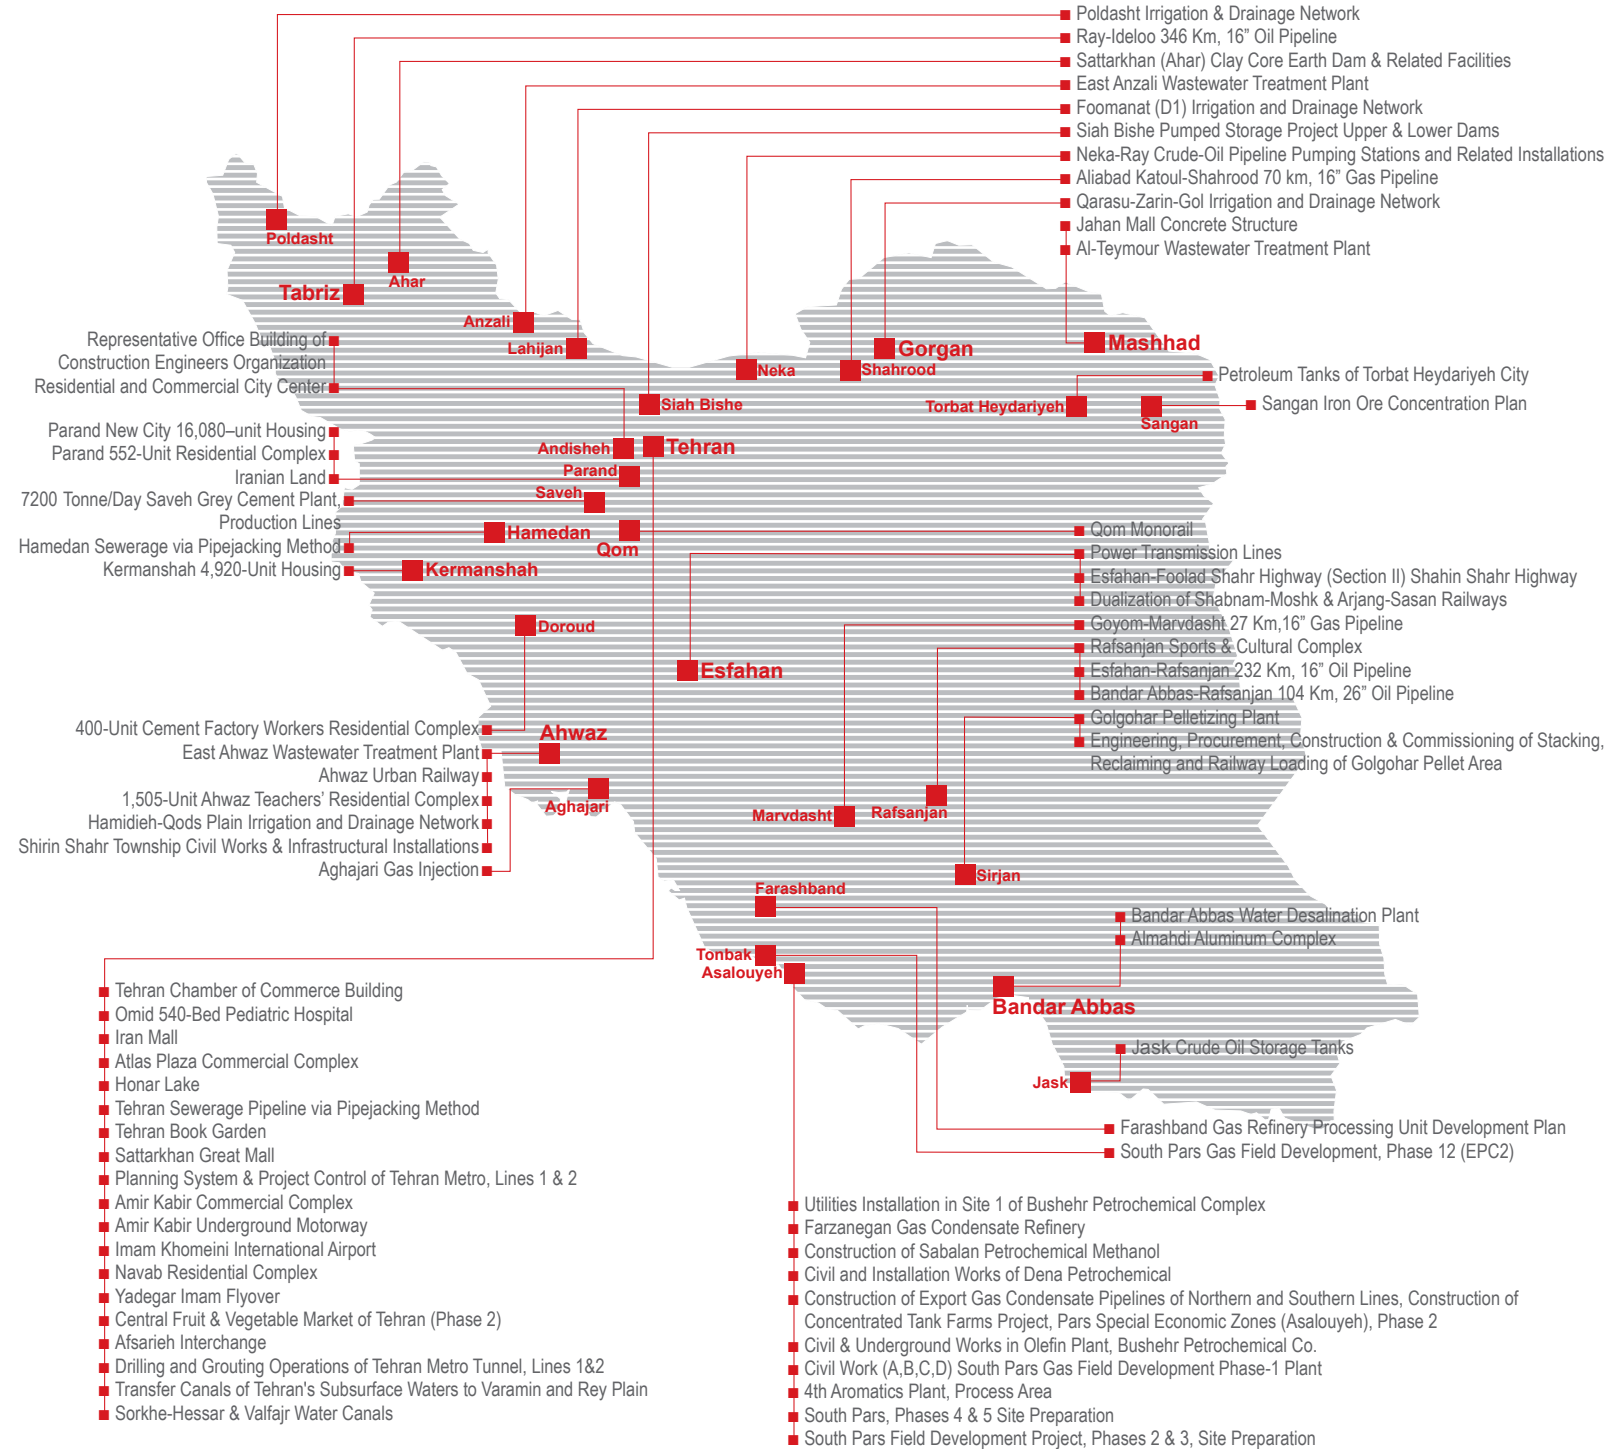 Poldasht Irrigation & Drainage Network
Ray-Ideloo 346 Km, 16” Oil Pipeline
Sattarkhan (Ahar) Clay Core Earth Dam & Related Facilities
East Anzali Wastewater Treatment Plant
Foomanat (D1) Irrigation and Drainage Network
Siah Bishe Pumped Storage Project Upper & Lower Dams
Neka-Ray Crude-Oil Pipeline Pumping Stations and Related Installations
Aliabad Katoul-Shahrood 70 km, 16” Gas Pipeline
Qarasu-Zarin-Gol Irrigation and Drainage Network
Jahan Mall Concrete Structure
Al-Teymour Wastewater Treatment Plant
Poldasht
Ahar
Tabriz
Anzali
Lahijan
Neka
Shahrood
Gorgan
Mashhad
Siah Bishe
Torbat Heydariyeh
Sangan
Petroleum Tanks of Torbat Heydariyeh City
Sangan Iron Ore Concentration Plan
Representative Office Building of
Construction Engineers Organization
Residential and Commercial City Center
Parand New City 16,080–unit Housing
Parand 552-Unit Residential Complex
Iranian Land
7200 Tonne/Day Saveh Grey Cement Plant,
Production Lines
Hamedan Sewerage via Pipejacking Method
Kermanshah 4,920-Unit Housing
Andisheh
Tehran
Parand
Saveh
Hamedan
Qom
Kermanshah
Doroud
Esfahan
Qom Monorail
Power Transmission Lines
Esfahan-Foolad Shahr Highway (Section II) Shahin Shahr Highway
Dualization of Shabnam-Moshk & Arjang-Sasan Railways
Goyom-Marvdasht 27 Km,16” Gas Pipeline
Rafsanjan Sports & Cultural Complex
Esfahan-Rafsanjan 232 Km, 16” Oil Pipeline
Bandar Abbas-Rafsanjan 104 Km, 26” Oil Pipeline
Golgohar Pelletizing Plant
Engineering, Procurement, Construction & Commissioning of Stacking,
Reclaiming and Railway Loading of Golgohar Pellet Area
400-Unit Cement Factory Workers Residential Complex
East Ahwaz Wastewater Treatment Plant
Ahwaz Urban Railway
1,505-Unit Ahwaz Teachers’ Residential Complex
Hamidieh-Qods Plain Irrigation and Drainage Network
Shirin Shahr Township Civil Works & Infrastructural Installations
Aghajari Gas Injection
Ahwaz
Aghajari
Marvdasht
Rafsanjan
Sirjan
Farashband
Tonbak
Asalouyeh
Bandar Abbas
Jask
Bandar Abbas Water Desalination Plant
Almahdi Aluminum Complex
Jask Crude Oil Storage Tanks
Farashband Gas Refinery Processing Unit Development Plan
South Pars Gas Field Development, Phase 12 (EPC2)
Tehran Chamber of Commerce Building
Omid 540-Bed Pediatric Hospital
Iran Mall
Atlas Plaza Commercial Complex
Honar Lake
Tehran Sewerage Pipeline via Pipejacking Method
Tehran Book Garden
Sattarkhan Great Mall
Planning System & Project Control of Tehran Metro, Lines 1 & 2
Amir Kabir Commercial Complex
Amir Kabir Underground Motorway
Imam Khomeini International Airport
Navab Residential Complex
Yadegar Imam Flyover
Central Fruit & Vegetable Market of Tehran (Phase 2)
Afsarieh Interchange
Drilling and Grouting Operations of Tehran Metro Tunnel, Lines 1&2
Transfer Canals of Tehran's Subsurface Waters to Varamin and Rey Plain
Sorkhe-Hessar & Valfajr Water Canals
Utilities Installation in Site 1 of Bushehr Petrochemical Complex
Farzanegan Gas Condensate Refinery
Construction of Sabalan Petrochemical Methanol
Civil and Installation Works of Dena Petrochemical
Construction of Export Gas Condensate Pipelines of Northern and Southern Lines, Construction of
Concentrated Tank Farms Project, Pars Special Economic Zones (Asalouyeh), Phase 2
Civil & Underground Works in Olefin Plant, Bushehr Petrochemical Co.
Civil Work (A,B,C,D) South Pars Gas Field Development Phase-1 Plant
4th Aromatics Plant, Process Area
South Pars, Phases 4 & 5 Site Preparation
South Pars Field Development Project, Phases 2 & 3, Site Preparation